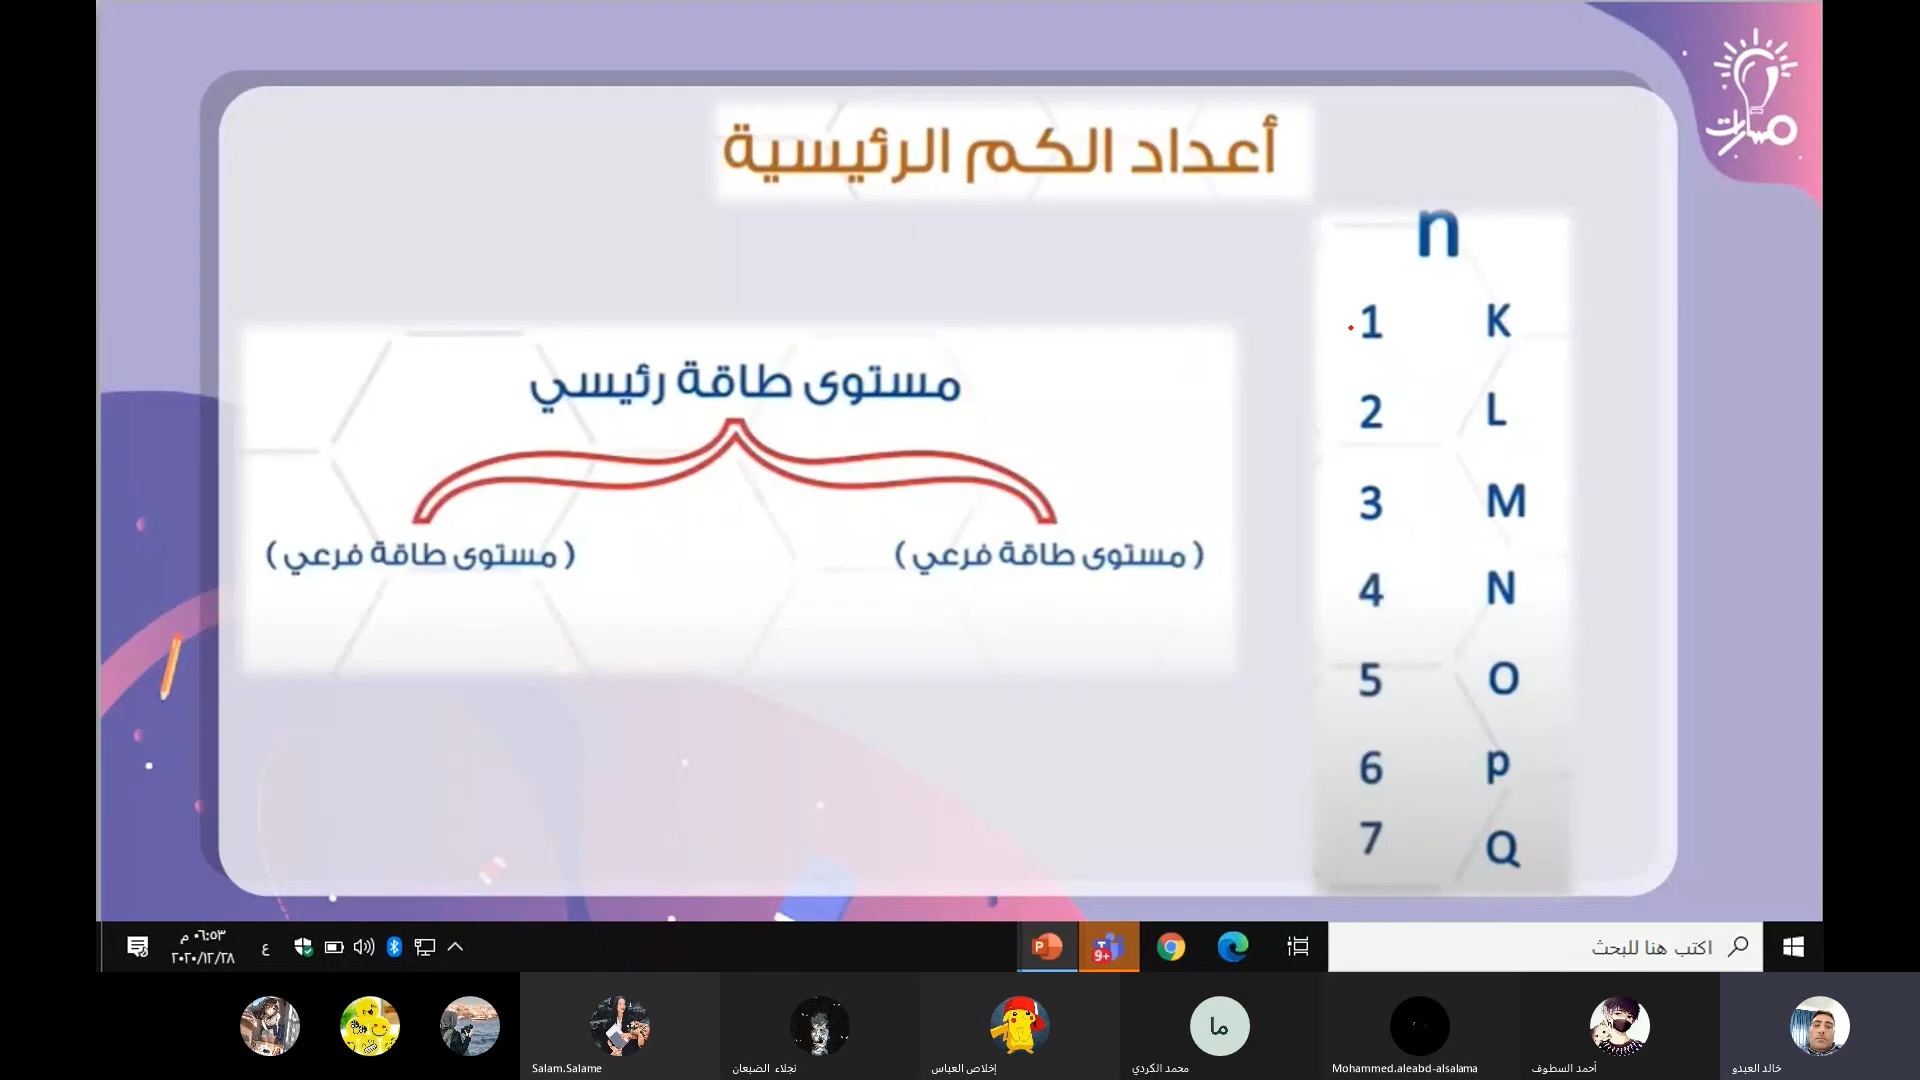 مسارات
أعداد الكم الرئيسية
n
1 K
2 L
3 M
4 N
5 O
6 p
7 Q
مستوى طاقة رئيسي
( مستوى طاقة فرعي )
( مستوى طاقة فرعي )
اكتب هنا للبحث
9+
ع
٠٦:٥٣ م
٢٠٢٠/١٢/٢٨
Salam.Salame
نجلاء الضبعان
إخلاص العباس
ما
محمد الكردي
Mohammed.aleabd-alsalama
أحمد السطوف
خالد العبدو